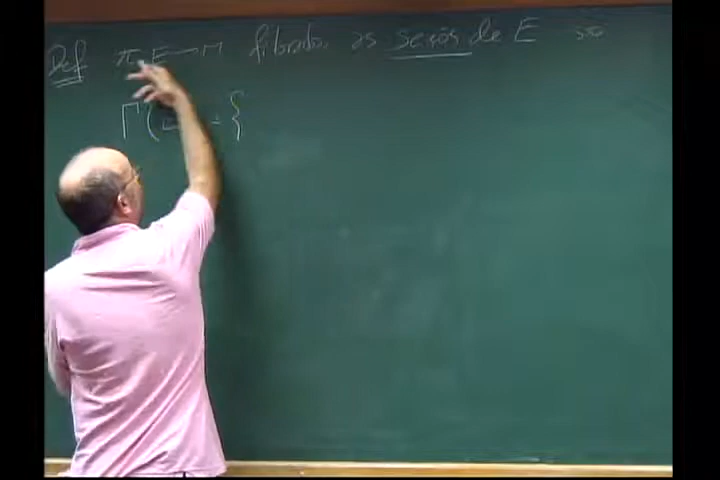 Def π: E → M fibrado, as seções de E são
Γ(E) = {